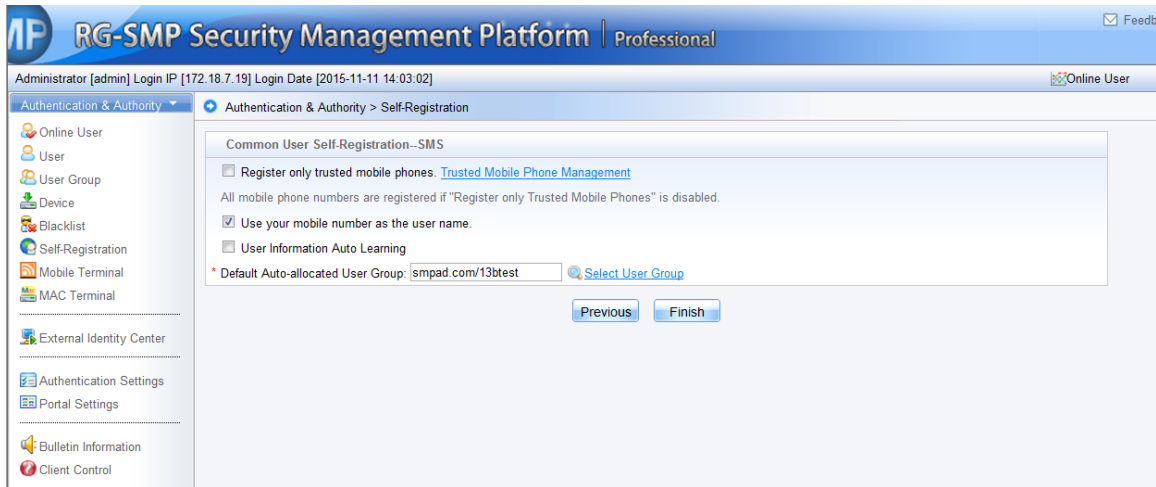 MP RG-SMP Security Management Platform | Professional
Feedb
Administrator [admin] Login IP [172.18.7.19] Login Date [2015-11-11 14:03:02]
Online User
Authentication & Authority
Authentication & Authority > Self-Registration
Online User
User
User Group
Device
Blacklist
Self-Registration
Mobile Terminal
MAC Terminal
External Identity Center
Authentication Settings
Portal Settings
Bulletin Information
Client Control
Common User Self-Registration--SMS
Register only trusted mobile phones. Trusted Mobile Phone Management
All mobile phone numbers are registered if "Register only Trusted Mobile Phones" is disabled.
Use your mobile number as the user name.
User Information Auto Learning
* Default Auto-allocated User Group: smpad.com/13btest Select User Group
Previous Finish